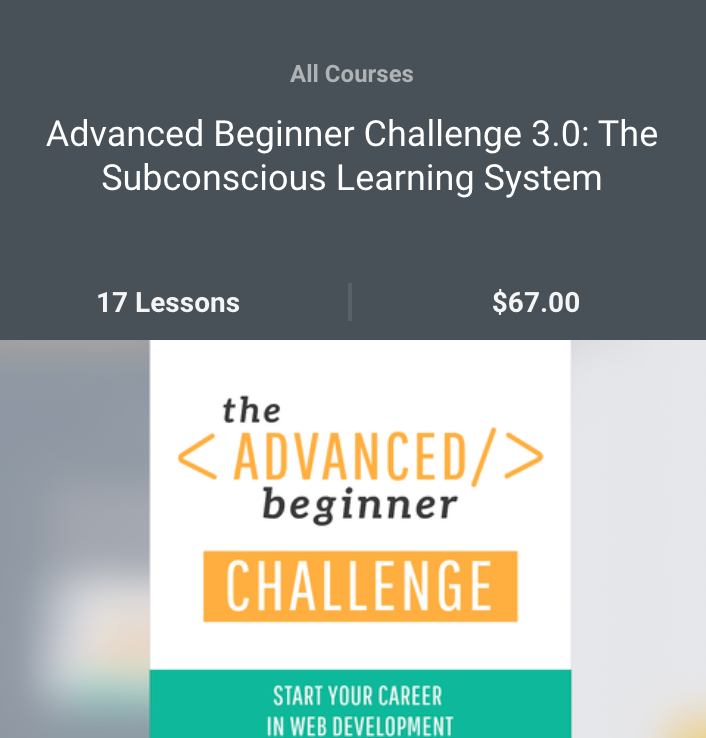 All Courses
Advanced Beginner Challenge 3.0: The
Subconscious Learning System
17 Lessons
$67.00
the
< ADVANCED/>
beginner
CHALLENGE
START YOUR CAREER
IN WEB DEVELOPMENT